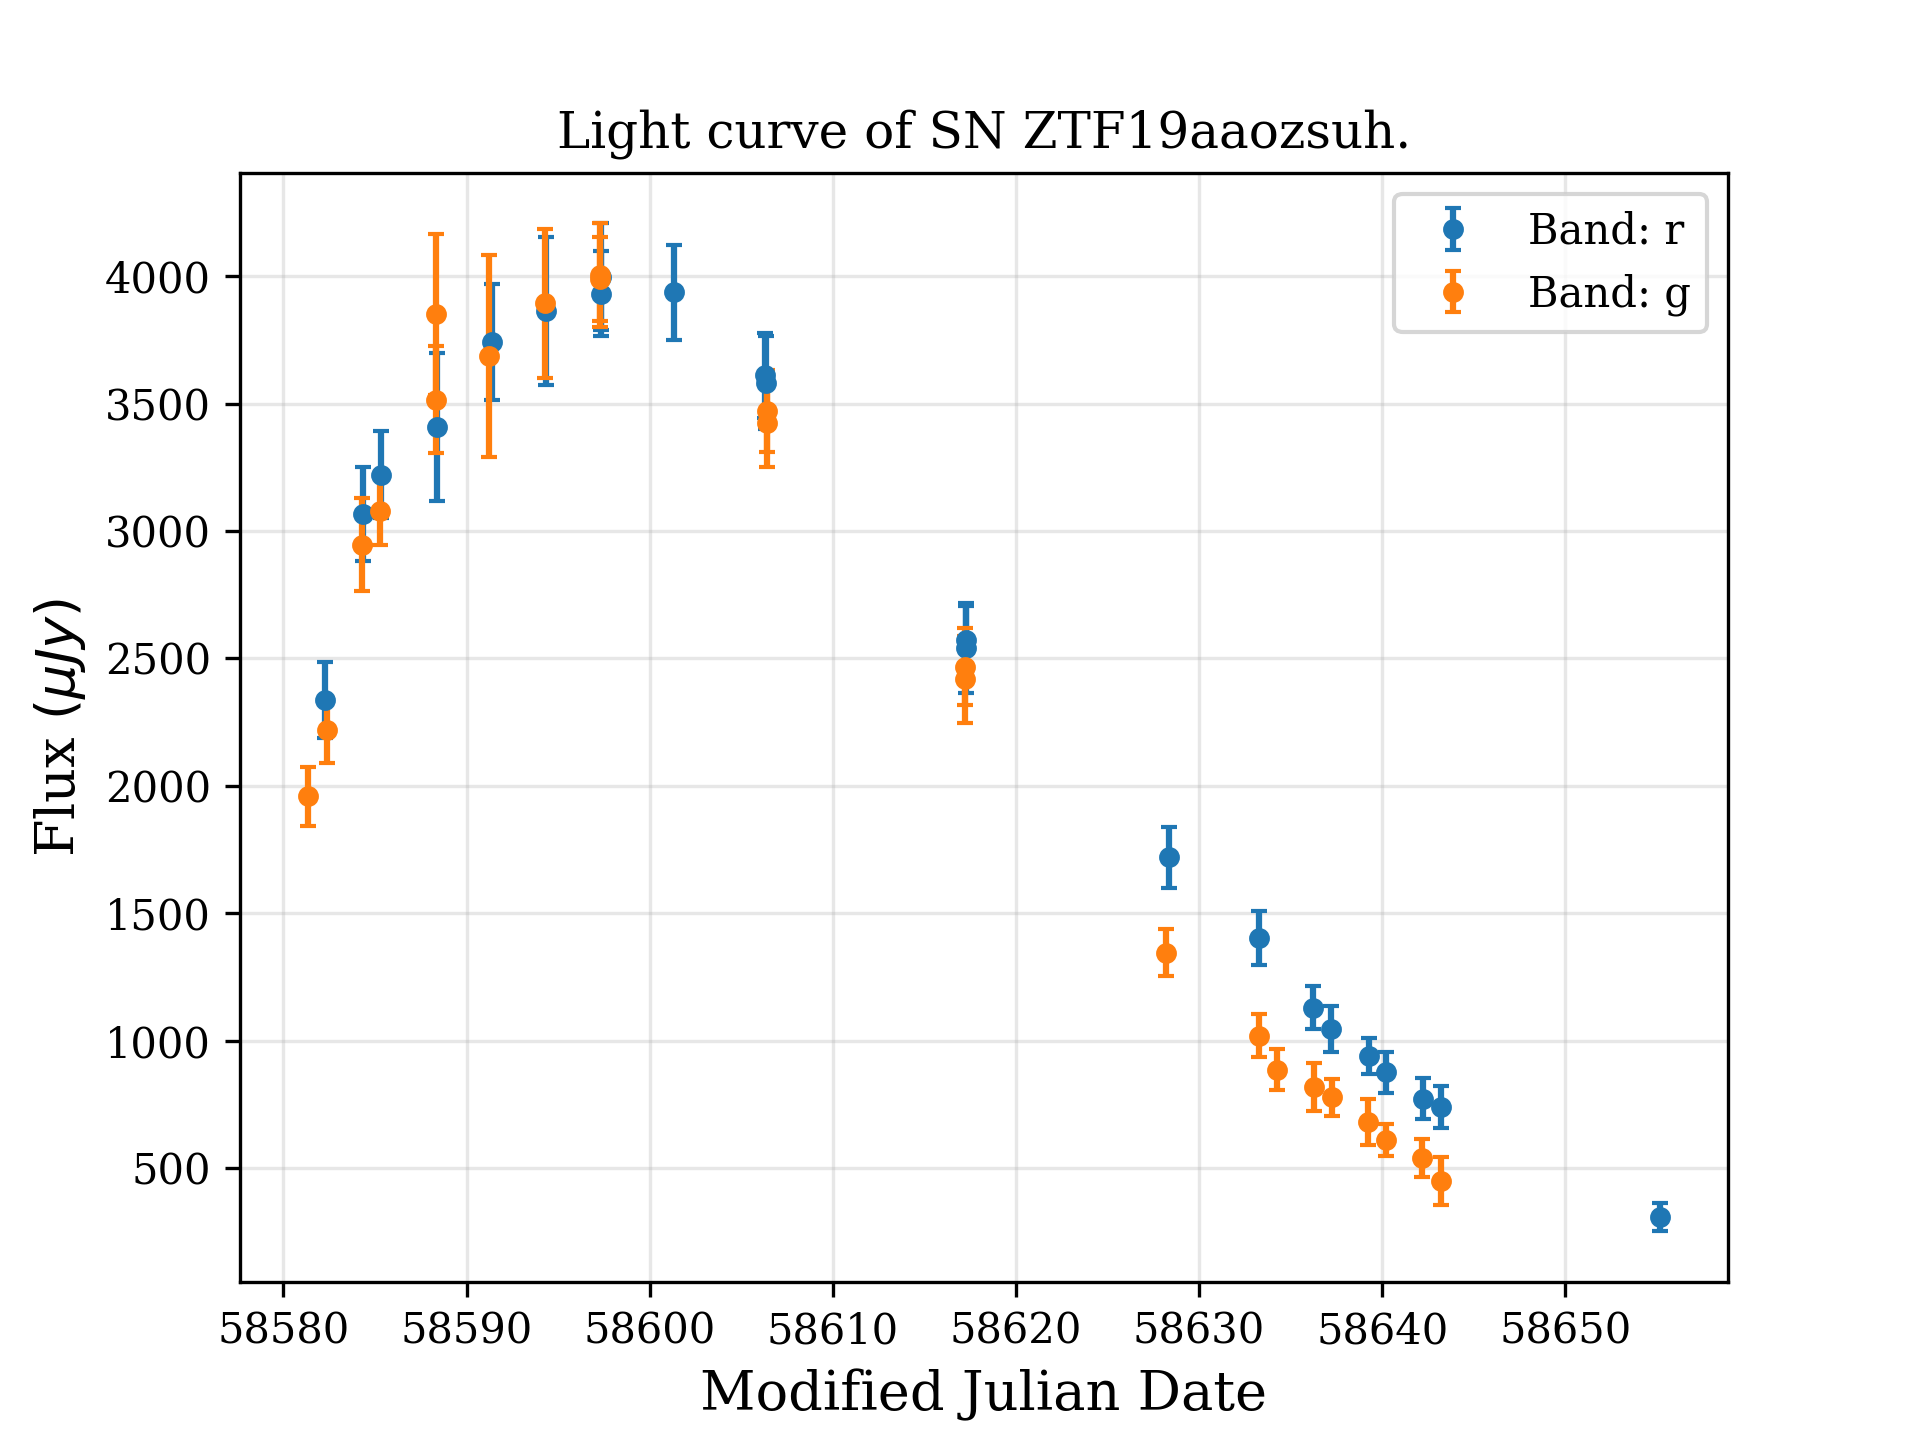 Light curve of SN ZTF19aaozsuh.
Band: r
Band: g
4000
3500
3000
2500
2000
1500
1000
500
Flux (μJy)
58580 58590 58600 58610 58620 58630 58640 58650
Modified Julian Date